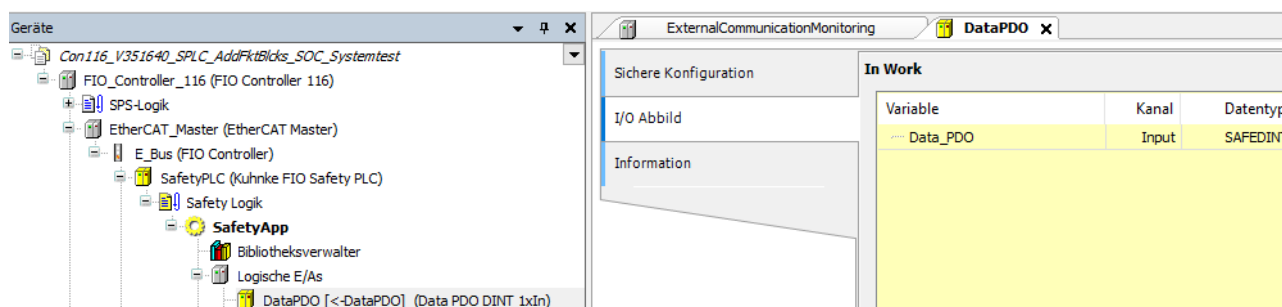 Geräte
Con116_V351640_SPLC_AddFktBlcks_SOC_Systemtest
FIO_Controller_116 (FIO Controller 116)
SPS-Logik
EtherCAT_Master (EtherCAT Master)
E_Bus (FIO Controller)
SafetyPLC (Kuhnke FIO Safety PLC)
Safety Logik
SafetyApp
Bibliotheksverwalter
Logische E/As
DataPDO [<-DataPDO] (Data PDO DINT 1xIn)
ExternalCommunicationMonitoring DataPDO
Sichere Konfiguration
I/O Abbild
Information
In Work
Variable Kanal Datentyp
Data_PDO Input SAFEDINT